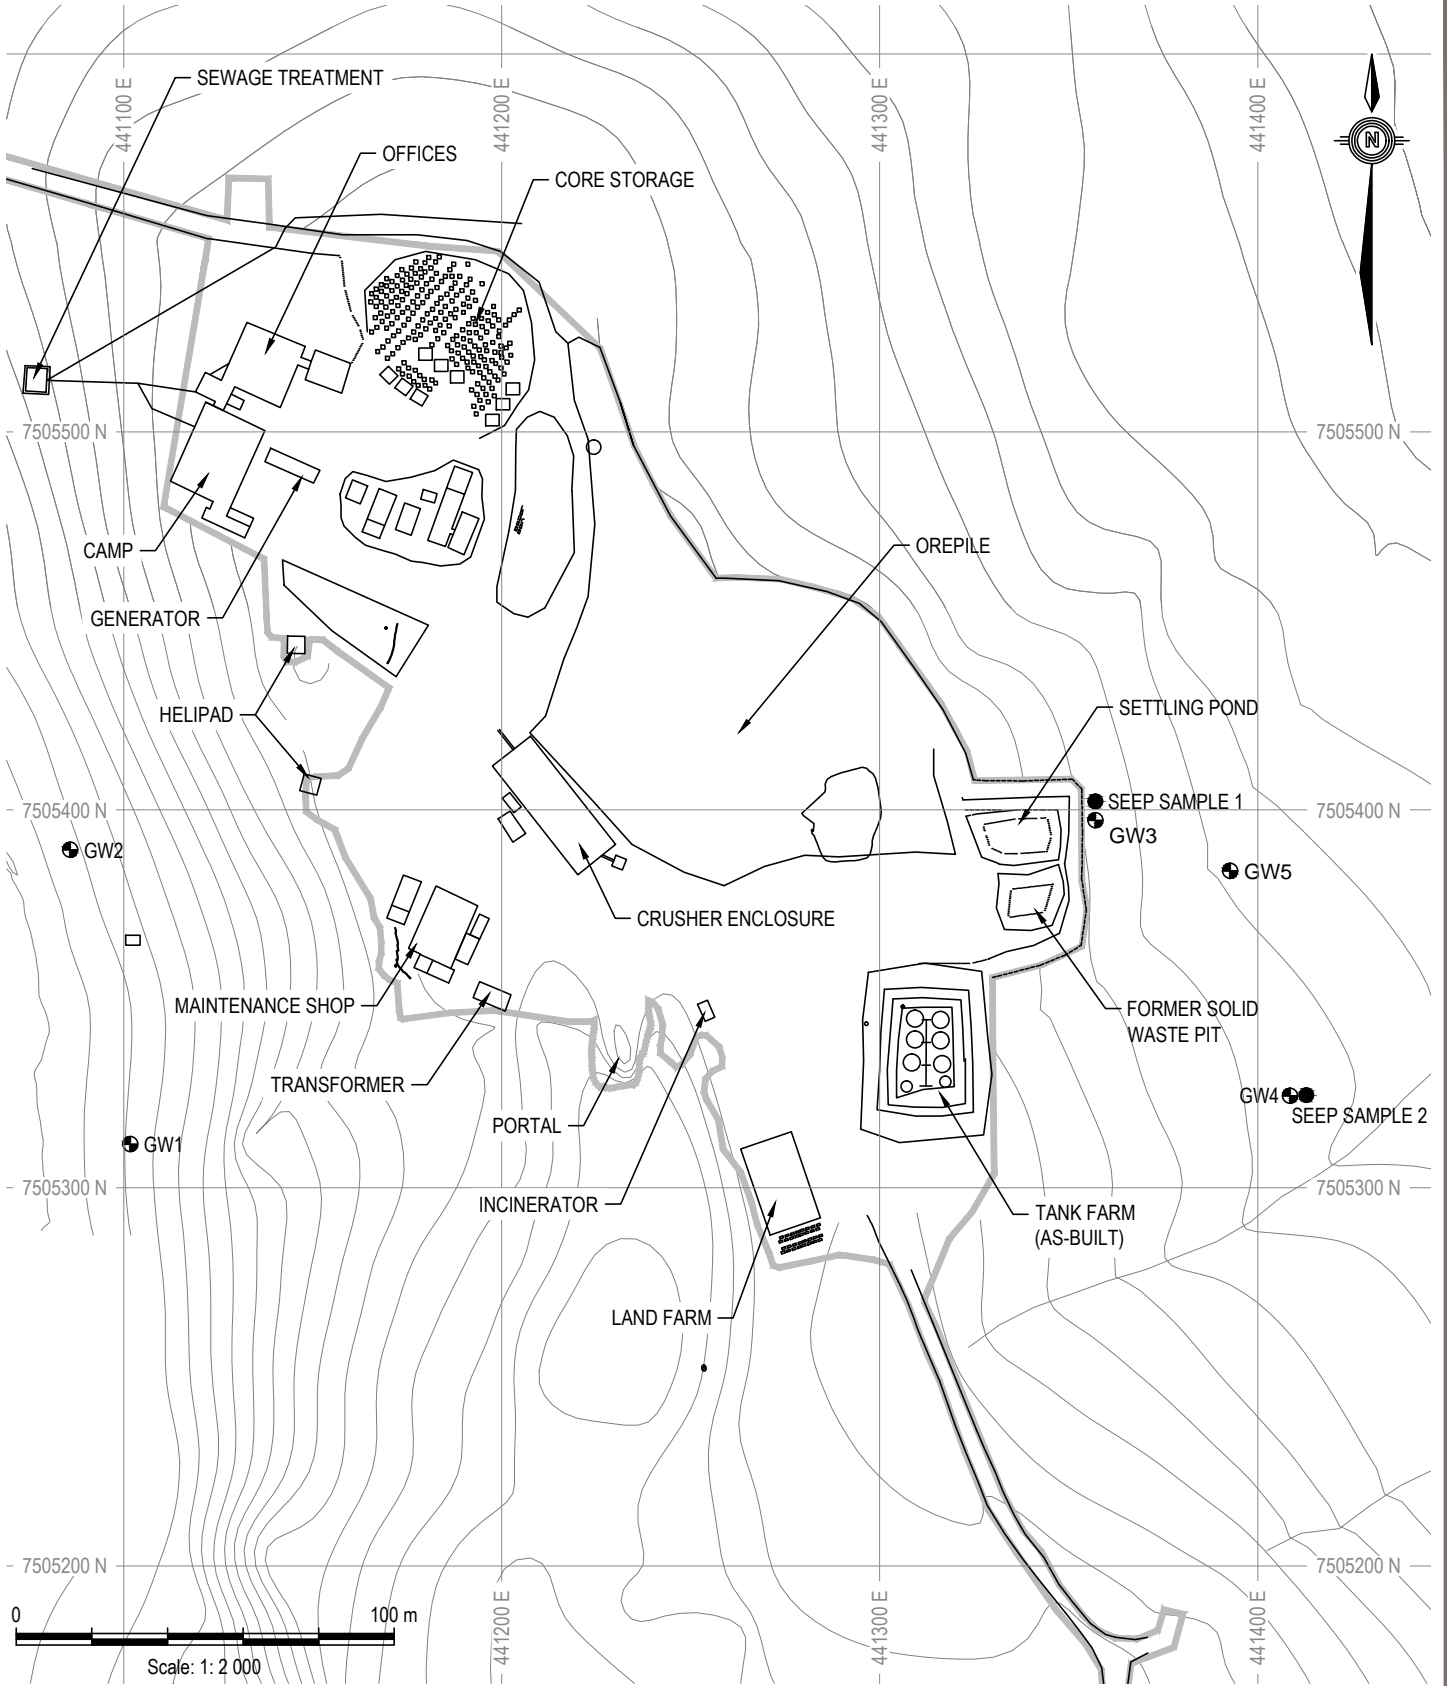 441100 E
441200 E
441300 E
441400 E
SEWAGE TREATMENT
OFFICES
CORE STORAGE
N
7505500 N
7505500 N
CAMP
OREPILE
GENERATOR
HELIPAD
SETTLING POND
7505400 N
SEEP SAMPLE 1
7505400 N
GW3
GW2
GW5
CRUSHER ENCLOSURE
MAINTENANCE SHOP
FORMER SOLID
WASTE PIT
TRANSFORMER
GW4
PORTAL
SEEP SAMPLE 2
GW1
7505300 N
7505300 N
INCINERATOR
TANK FARM
(AS-BUILT)
LAND FARM
7505200 N
7505200 N
441200 E
441300 E
441400 E
0
100 m
Scale: 1: 2 000